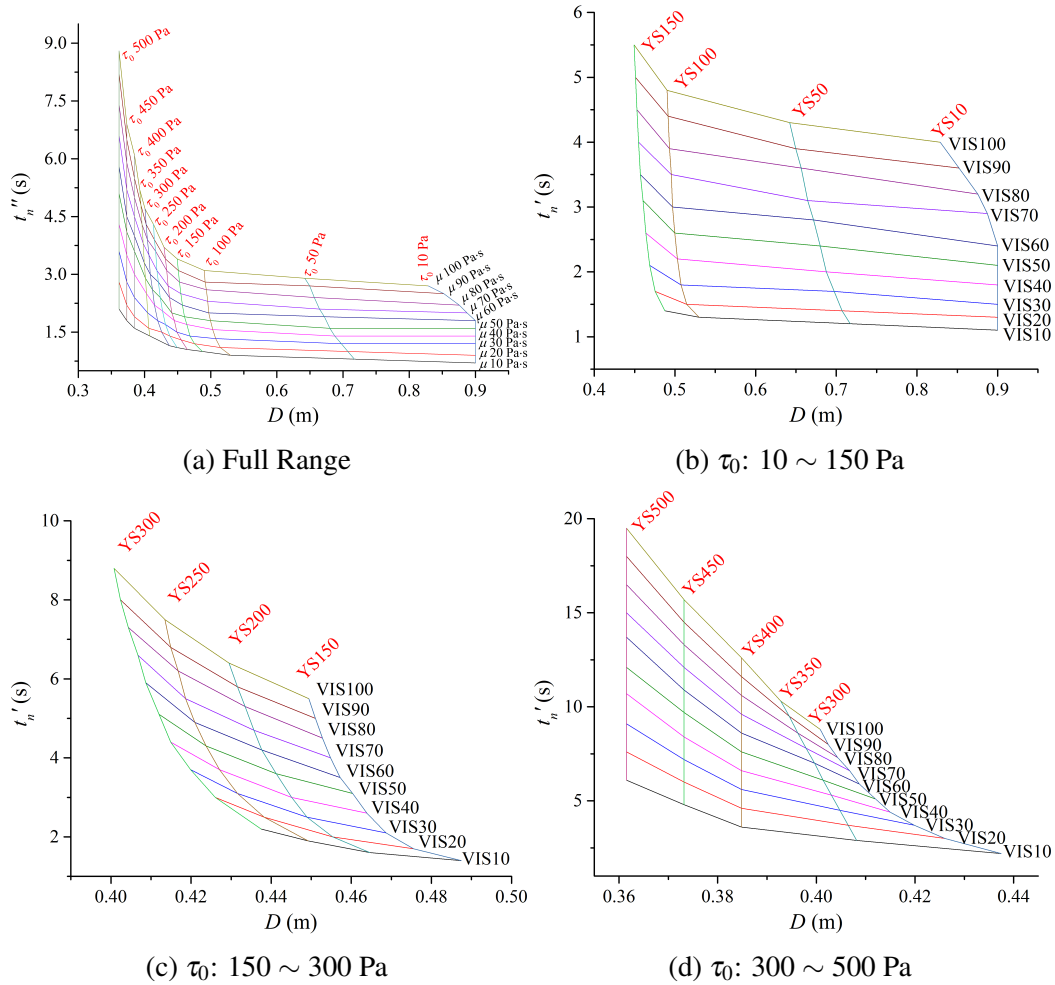 9.0
7.5
6.0
4.5
3.0
1.5
tₙ″ (s)
τ₀ 500 Pa
τ₀ 450 Pa
τ₀ 400 Pa
τ₀ 350 Pa
τ₀ 300 Pa
τ₀ 250 Pa
τ₀ 200 Pa
τ₀ 150 Pa
τ₀ 100 Pa
τ₀ 50 Pa
τ₀ 10 Pa
μ 100 Pa·s
μ 90 Pa·s
μ 80 Pa·s
μ 70 Pa·s
μ 60 Pa·s
μ 50 Pa·s
μ 40 Pa·s
μ 30 Pa·s
μ 20 Pa·s
μ 10 Pa·s
0.3 0.4 0.5 0.6 0.7 0.8 0.9
D (m)
(a) Full Range
6
5
4
3
2
1
tₙ′ (s)
YS150
YS100
YS50
YS10
VIS100
VIS90
VIS80
VIS70
VIS60
VIS50
VIS40
VIS30
VIS20
VIS10
0.4 0.5 0.6 0.7 0.8 0.9
D (m)
(b) τ₀: 10 ∼ 150 Pa
10
8
6
4
2
tₙ′ (s)
YS300
YS250
YS200
YS150
VIS100
VIS90
VIS80
VIS70
VIS60
VIS50
VIS40
VIS30
VIS20
VIS10
0.40 0.42 0.44 0.46 0.48 0.50
D (m)
(c) τ₀: 150 ∼ 300 Pa
20
15
10
5
tₙ′ (s)
YS500
YS450
YS400
YS350
YS300
VIS100
VIS90
VIS80
VIS70
VIS60
VIS50
VIS40
VIS30
VIS20
VIS10
0.36 0.38 0.40 0.42 0.44
D (m)
(d) τ₀: 300 ∼ 500 Pa